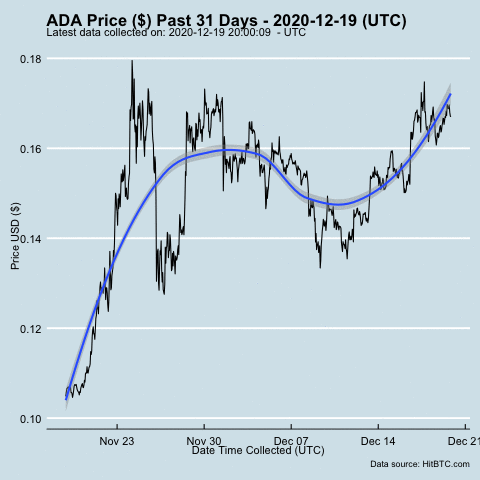 ADA Price ($) Past 31 Days - 2020-12-19 (UTC)
Latest data collected on: 2020-12-19 20:00:09 - UTC
0.18
0.16
0.14
0.12
0.10
Price USD ($)
Nov 23 Nov 30 Dec 07 Dec 14 Dec 21
Date Time Collected (UTC)
Data source: HitBTC.com